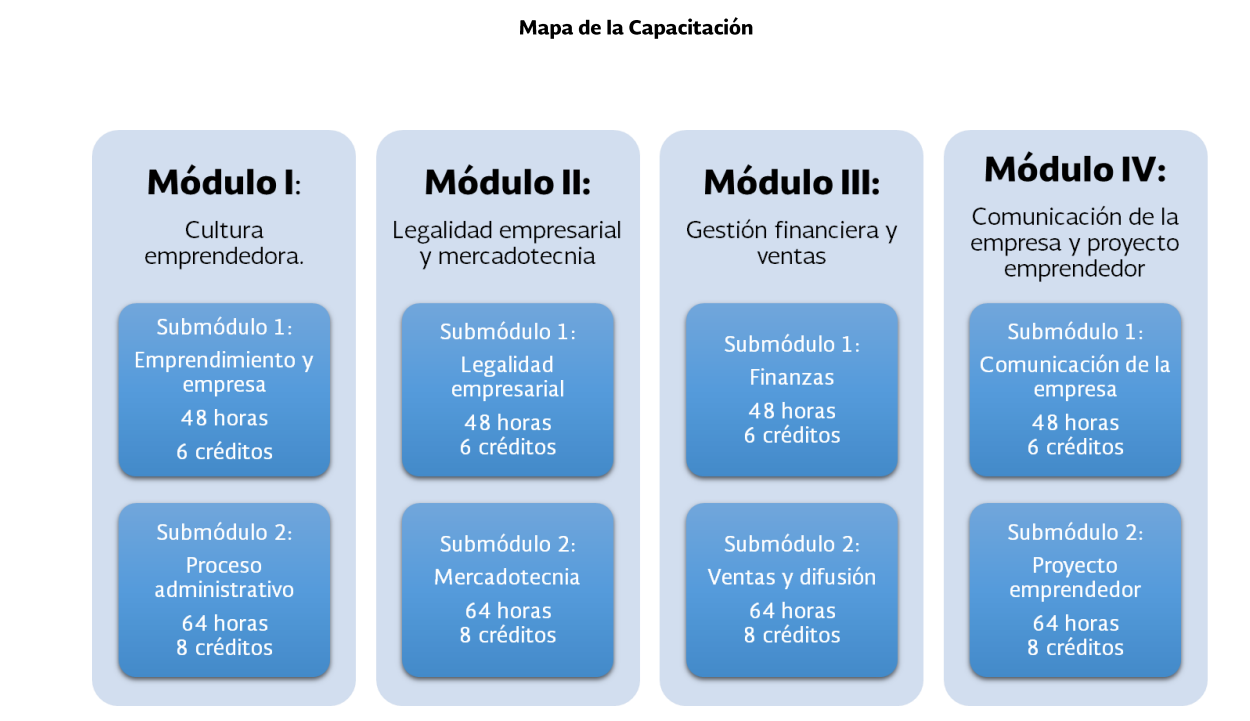 Mapa de la Capacitación
Módulo I:
Cultura
emprendedora.
Submódulo 1:
Emprendimiento y
empresa
48 horas
6 créditos
Submódulo 2:
Proceso
administrativo
64 horas
8 créditos
Módulo II:
Legalidad empresarial
y mercadotecnia
Submódulo 1:
Legalidad
empresarial
48 horas
6 créditos
Submódulo 2:
Mercadotecnia
64 horas
8 créditos
Módulo III:
Gestión financiera y
ventas
Submódulo 1:
Finanzas
48 horas
6 créditos
Submódulo 2:
Ventas y difusión
64 horas
8 créditos
Módulo IV:
Comunicación de la
empresa y proyecto
emprendedor
Submódulo 1:
Comunicación de la
empresa
48 horas
6 créditos
Submódulo 2:
Proyecto
emprendedor
64 horas
8 créditos